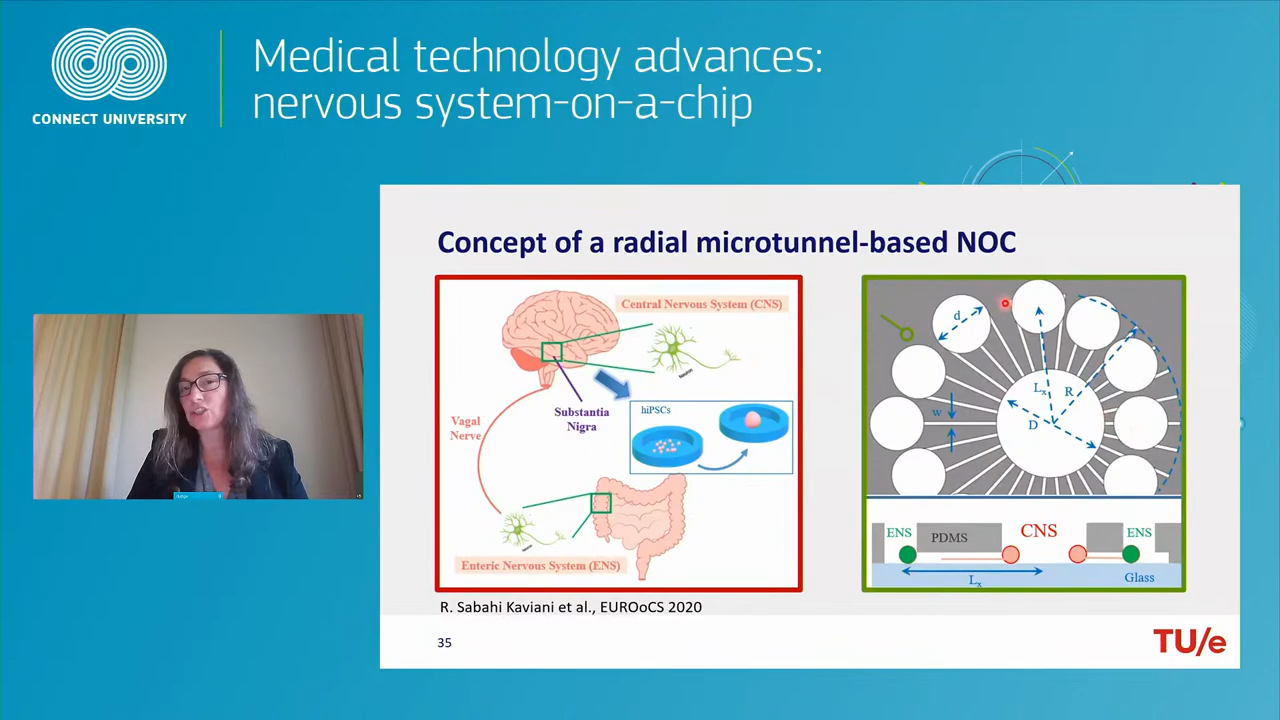 CONNECT UNIVERSITY
Medical technology advances:
nervous system-on-a-chip
Concept of a radial microtunnel-based NOC
Central Nervous System (CNS)
Substantia
Nigra
hiPSCs
Vagal
Nerve
Enteric Nervous System (ENS)
d
w
Lx
R
D
ENS
PDMS
CNS
ENS
Lx
Glass
R. Sabahi Kaviani et al., EUROoCS 2020
35
TU/e